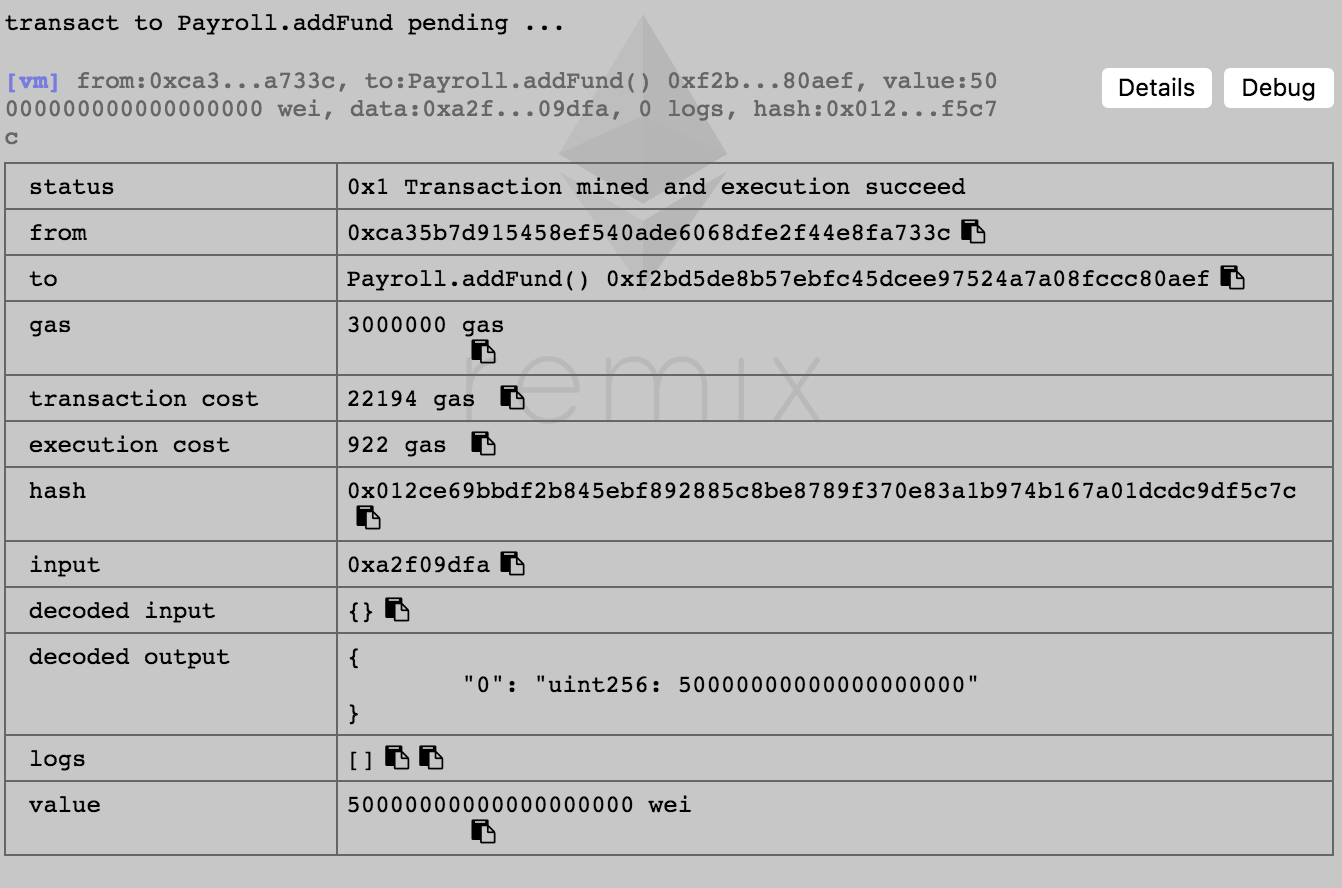 transact to Payroll.addFund pending ...
[vm] from:0xca3...a733c, to:Payroll.addFund() 0xf2b...80aef, value:50
000000000000000000 wei, data:0xa2f...09dfa, 0 logs, hash:0x012...f5c7
c
Details
Debug
status 0x1 Transaction mined and execution succeed
from 0xca35b7d915458ef540ade6068dfe2f44e8fa733c
to Payroll.addFund() 0xf2bd5de8b57ebfc45dcee97524a7a08fccc80aef
gas 3000000 gas
remix
transaction cost 22194 gas
execution cost 922 gas
hash 0x012ce69bbdf2b845ebf892885c8be8789f370e83a1b974b167a01dcdc9df5c7c
input 0xa2f09dfa
decoded input {}
decoded output {
"0": "uint256: 50000000000000000000"
}
logs []
value 50000000000000000000 wei